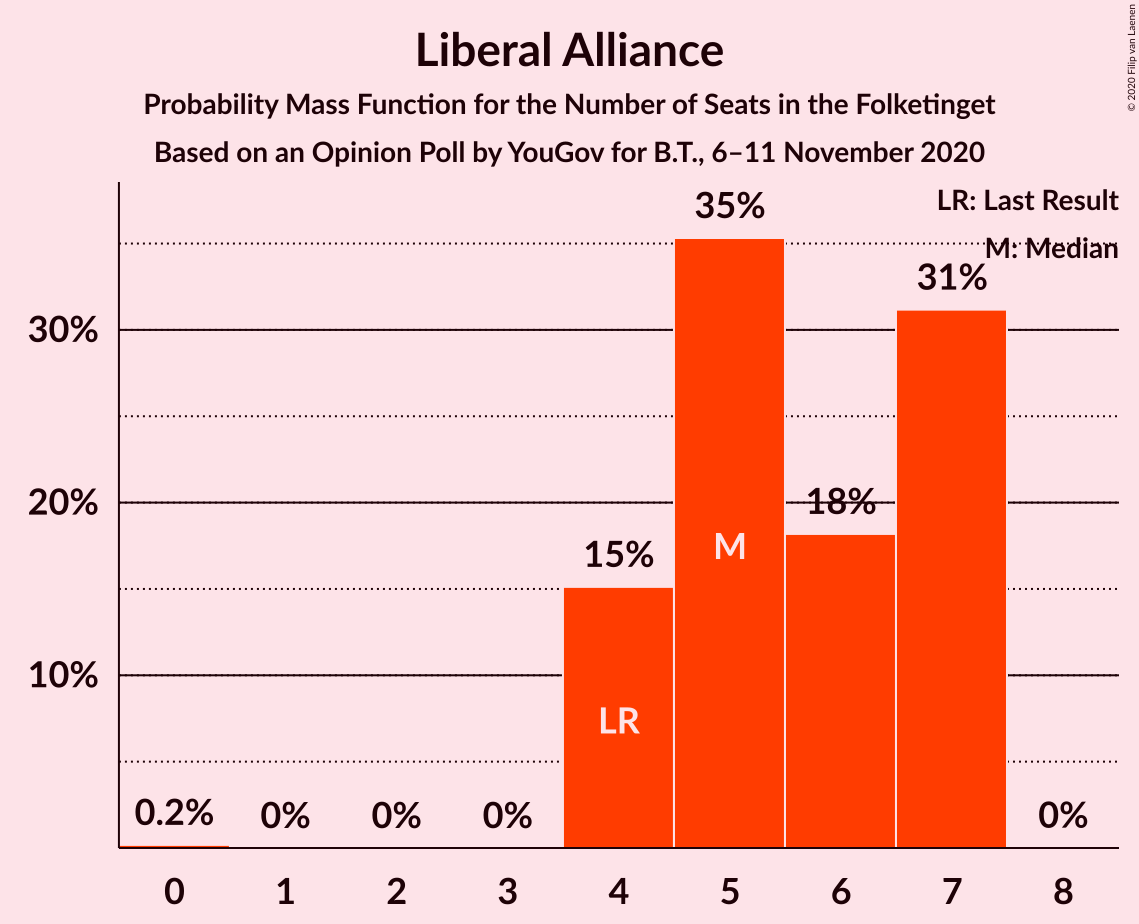 Liberal Alliance
Probability Mass Function for the Number of Seats in the Folketinget
Based on an Opinion Poll by YouGov for B.T., 6–11 November 2020
© 2020 Filip van Laenen
LR: Last Result
M: Median
35%
31%
30%
20%
18%
15%
M
10%
LR
0.2%
0%
0%
0%
0%
0 1 2 3 4 5 6 7 8